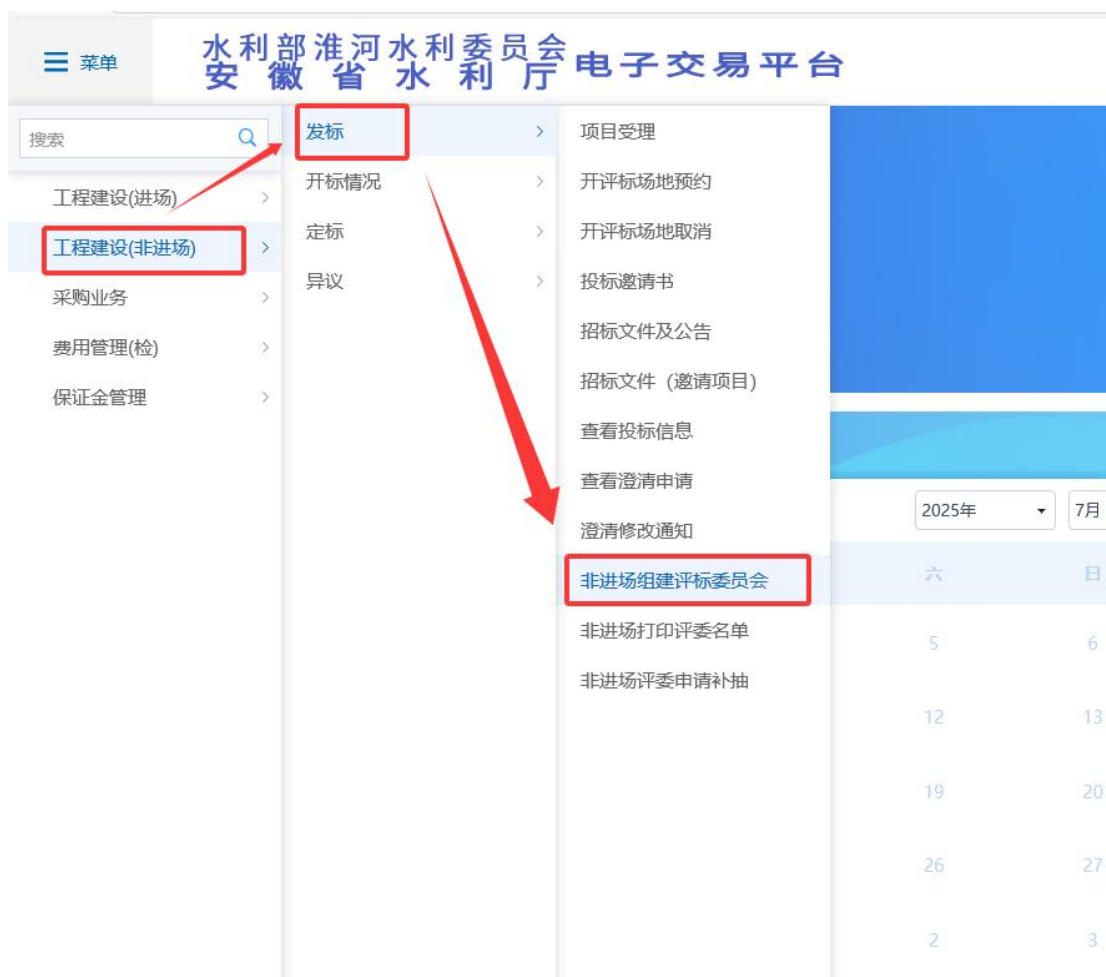 菜单
水利部淮河水利委员会
安徽省水利厅
电子交易平台
搜索
工程建设(进场)
工程建设(非进场)
采购业务
费用管理(检)
保证金管理
发标
开标情况
定标
异议
项目受理
开评标场地预约
开评标场地取消
投标邀请书
招标文件及公告
招标文件（邀请项目）
查看投标信息
查看澄清申请
澄清修改通知
非进场组建评标委员会
非进场打印评委名单
非进场评委申请补抽
2025年 7月
六 日
5 6
12 13
19 20
26 27
2 3